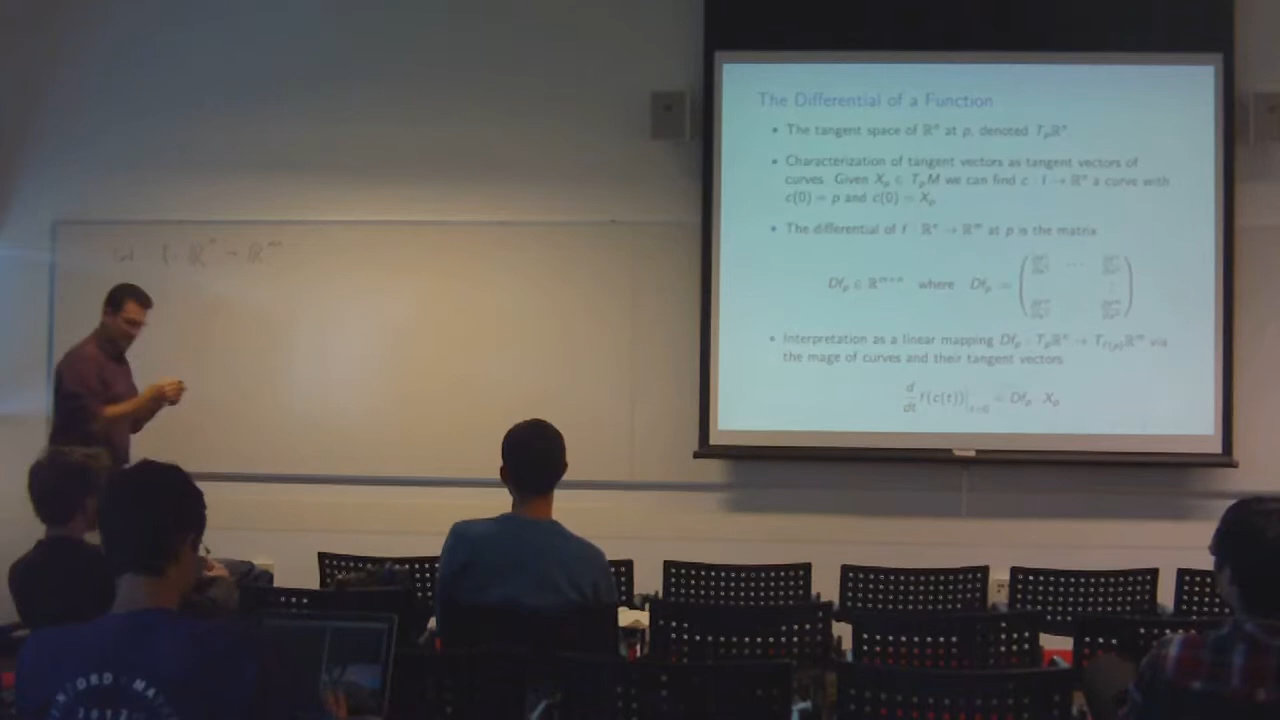 f : ℝⁿ → ℝᵐ
The Differential of a Function
• The tangent space of ℝⁿ at p, denoted Tₚℝⁿ
• Characterization of tangent vectors as tangent vectors of
curves. Given Xₚ ∈ TₚM we can find c : I → ℝⁿ a curve with
c(0) = p and c(0) = Xₚ
• The differential of f : ℝⁿ → ℝᵐ at p is the matrix
Dfₚ ∈ ℝᵐˣⁿ where Dfₚ :=
• Interpretation as a linear mapping Dfₚ : Tₚℝⁿ → T_f(p)ℝᵐ via
the mage of curves and their tangent vectors
d/dt f(c(t))|ₜ₌₀ = Dfₚ · Xₚ